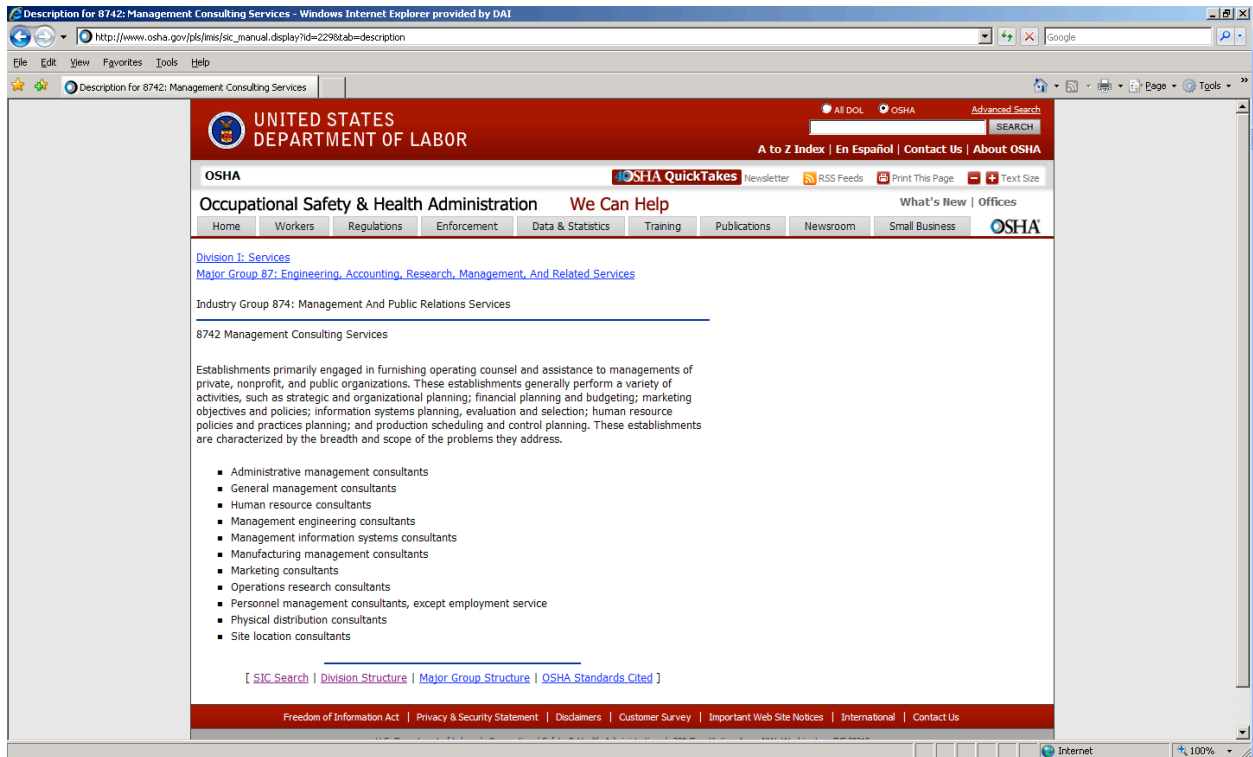 Description for 8742: Management Consulting Services - Windows Internet Explorer provided by DAI
http://www.osha.gov/pls/imis/sic_manual.display?id=229&tab=description
Google
File Edit View Favorites Tools Help
Description for 8742: Management Consulting Services
Page Tools
UNITED STATES
DEPARTMENT OF LABOR
All DOL OSHA Advanced Search
SEARCH
A to Z Index | En Español | Contact Us | About OSHA
OSHA
OSHA QuickTakes Newsletter RSS Feeds Print This Page Text Size
Occupational Safety & Health Administration We Can Help
What's New | Offices
Home Workers Regulations Enforcement Data & Statistics Training Publications Newsroom Small Business OSHA
Division I: Services
Major Group 87: Engineering, Accounting, Research, Management, And Related Services
Industry Group 874: Management And Public Relations Services
8742 Management Consulting Services
Establishments primarily engaged in furnishing operating counsel and assistance to managements of
private, nonprofit, and public organizations. These establishments generally perform a variety of
activities, such as strategic and organizational planning; financial planning and budgeting; marketing
objectives and policies; information systems planning, evaluation and selection; human resource
policies and practices planning; and production scheduling and control planning. These establishments
are characterized by the breadth and scope of the problems they address.
Administrative management consultants
General management consultants
Human resource consultants
Management engineering consultants
Management information systems consultants
Manufacturing management consultants
Marketing consultants
Operations research consultants
Personnel management consultants, except employment service
Physical distribution consultants
Site location consultants
[ SIC Search | Division Structure | Major Group Structure | OSHA Standards Cited ]
Freedom of Information Act | Privacy & Security Statement | Disclaimers | Customer Survey | Important Web Site Notices | International | Contact Us
Internet 100%